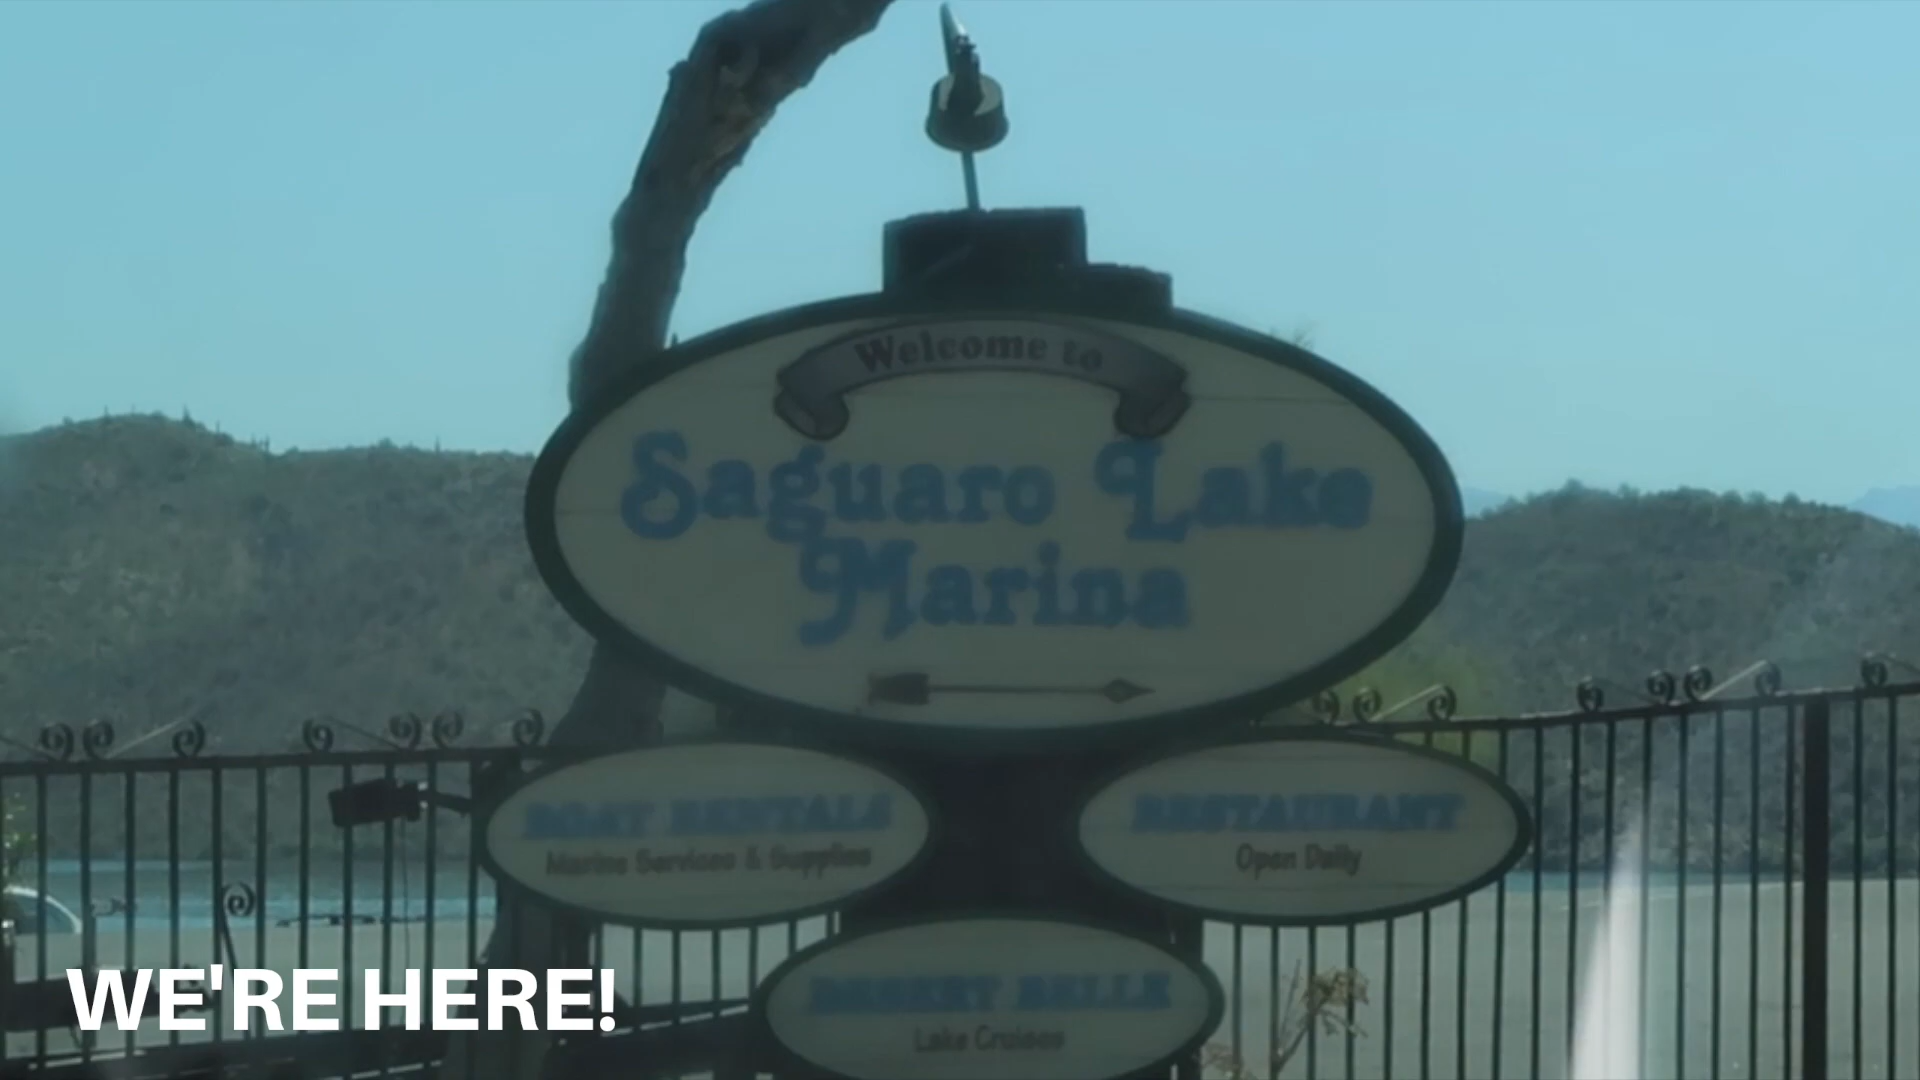 Welcome to
Saguaro Lake
Marina
BOAT RENTALS
Marine Services & Supplies
RESTAURANT
Open Daily
DESERT BELLE
Lake Cruises
WE'RE HERE!